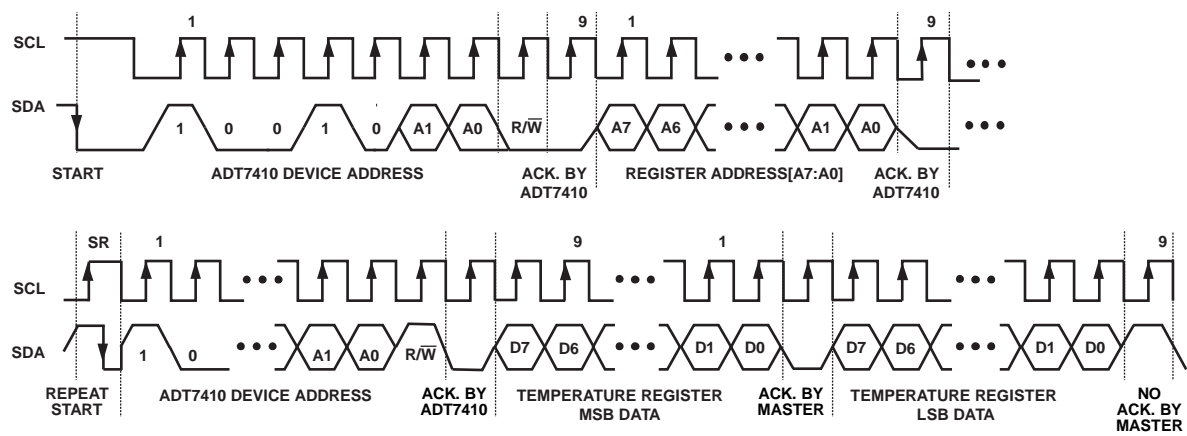 1 9 1 9
SCL
SDA
1 0 0 1 0 A1 A0 R/W̅ A7 A6 A1 A0
START ADT7410 DEVICE ADDRESS ACK. BY ADT7410 REGISTER ADDRESS[A7:A0] ACK. BY ADT7410
SR 1 9 1 9
SCL
SDA
1 0 A1 A0 R/W̅ D7 D6 D1 D0 D7 D6 D1 D0
REPEAT START ADT7410 DEVICE ADDRESS ACK. BY ADT7410 TEMPERATURE REGISTER MSB DATA ACK. BY MASTER TEMPERATURE REGISTER LSB DATA NO ACK. BY MASTER